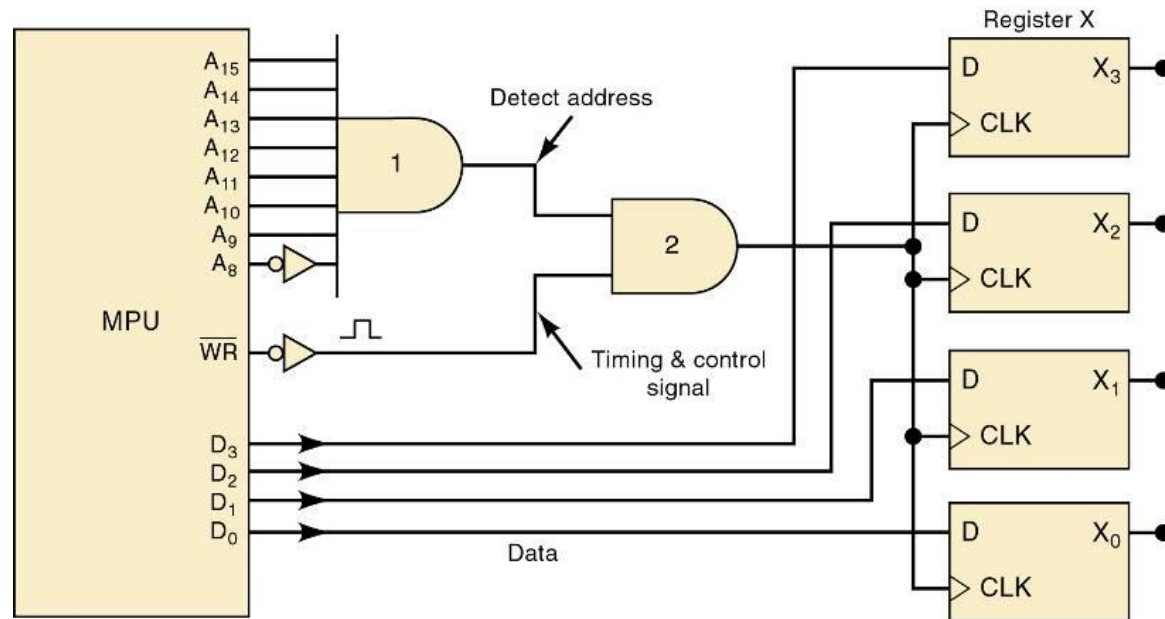 Register X
A₁₅
A₁₄
A₁₃
A₁₂
A₁₁
A₁₀
A₉
A₈
MPU
W̅R̅
D₃
D₂
D₁
D₀
1
Detect address
2
Timing & control
signal
Data
D X₃
CLK
D X₂
CLK
D X₁
CLK
D X₀
CLK